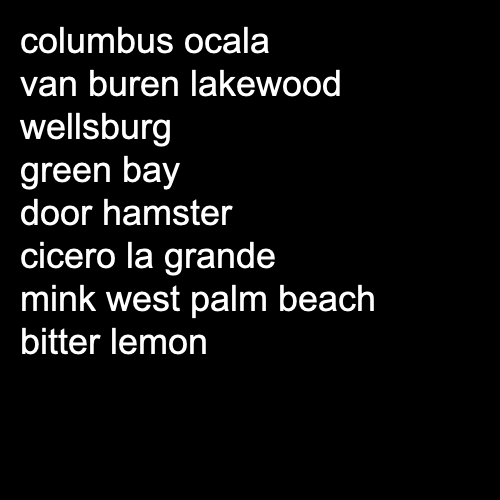 columbus ocala
van buren lakewood
wellsburg
green bay
door hamster
cicero la grande
mink west palm beach
bitter lemon